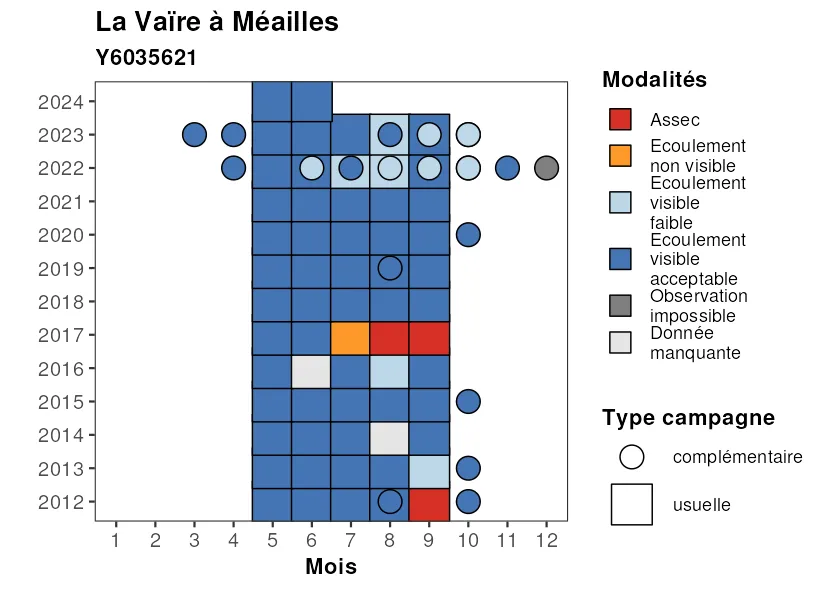 La Vaïre à Méailles
Y6035621
2024
2023
2022
2021
2020
2019
2018
2017
2016
2015
2014
2013
2012
1 2 3 4 5 6 7 8 9 10 11 12
Mois
Modalités
Assec
Ecoulement
non visible
Ecoulement
visible
faible
Ecoulement
visible
acceptable
Observation
impossible
Donnée
manquante
Type campagne
complémentaire
usuelle